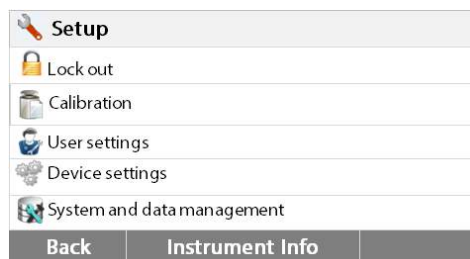 Setup
Lock out
Calibration
User settings
Device settings
System and data management
Back Instrument Info